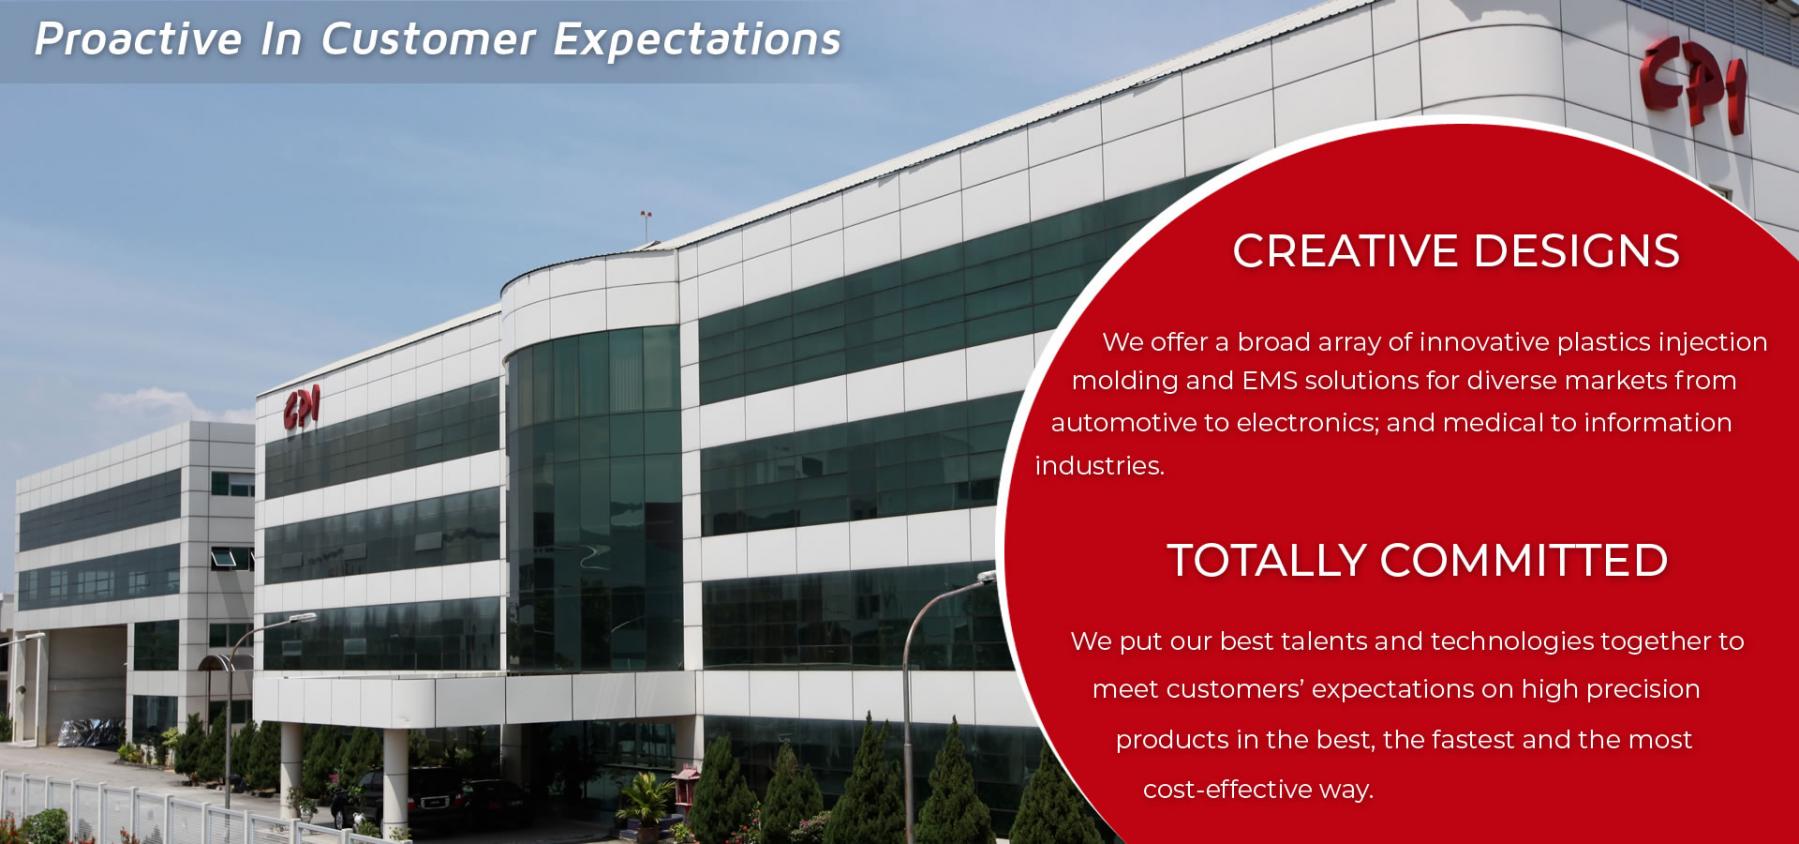 Proactive In Customer Expectations
CPI
CPI
CREATIVE DESIGNS
We offer a broad array of innovative plastics injection
molding and EMS solutions for diverse markets from
automotive to electronics; and medical to information
industries.
TOTALLY COMMITTED
We put our best talents and technologies together to
meet customers’ expectations on high precision
products in the best, the fastest and the most
cost-effective way.